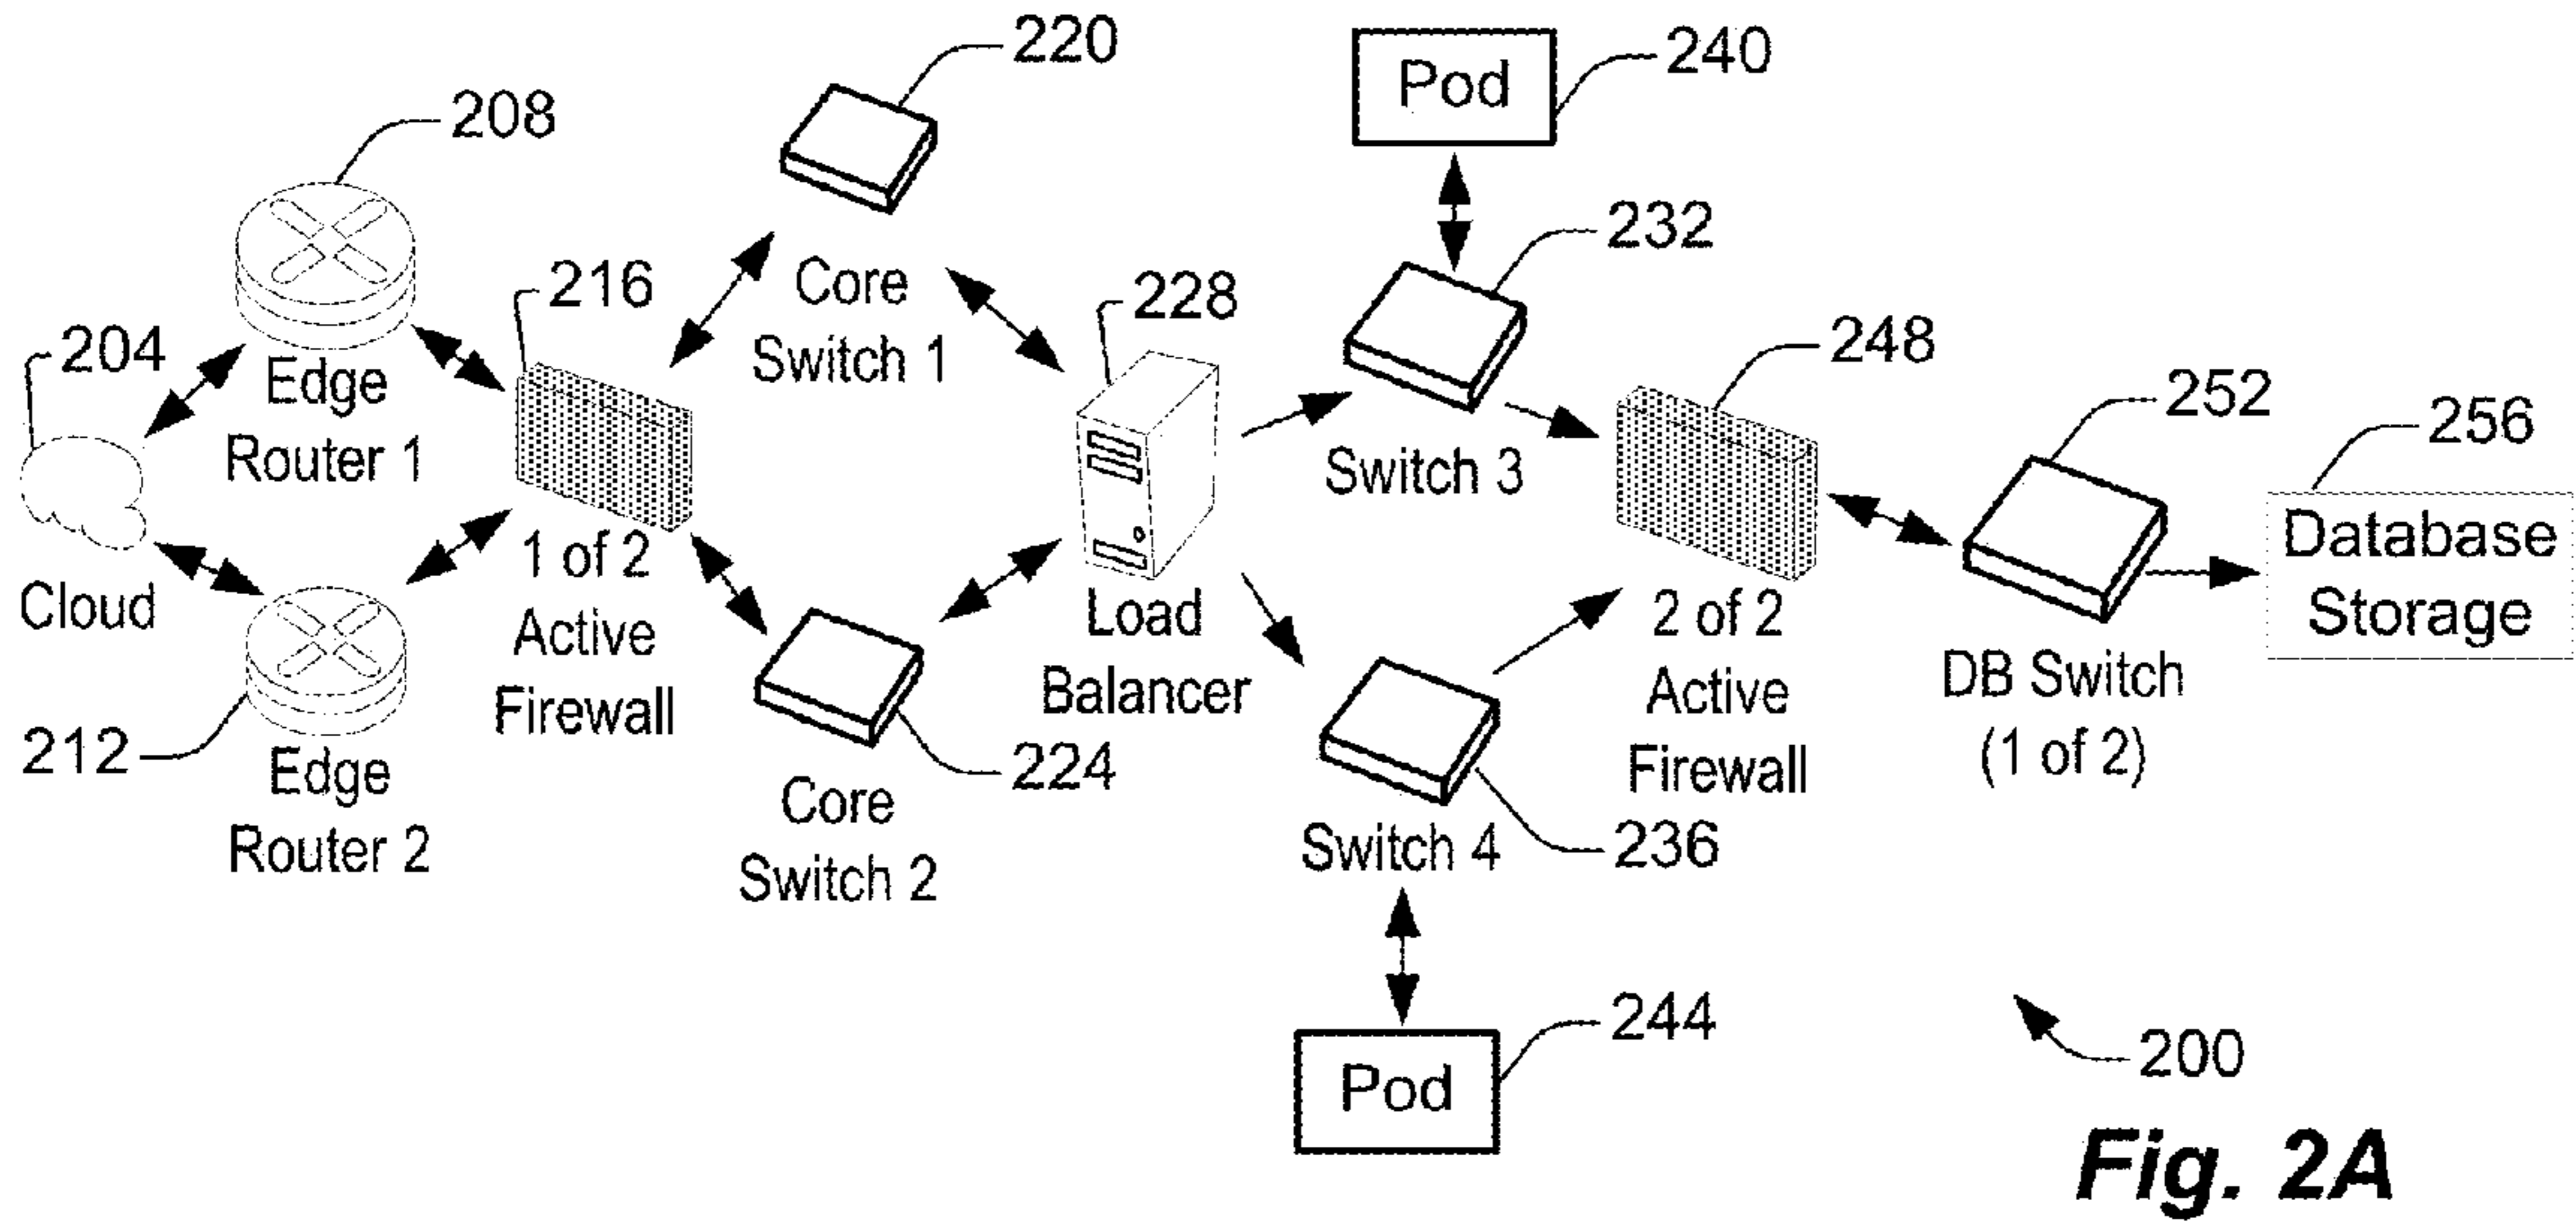 220
Pod
240
208
232
Core
Switch 1
216
228
248
204
Edge
Router 1
252
256
Switch 3
Database
Storage
Cloud
1 of 2
Active
Firewall
Load
Balancer
2 of 2
Active
Firewall
DB Switch
(1 of 2)
212
Edge
Router 2
224
Core
Switch 2
Switch 4
236
244
Pod
200
Fig. 2A